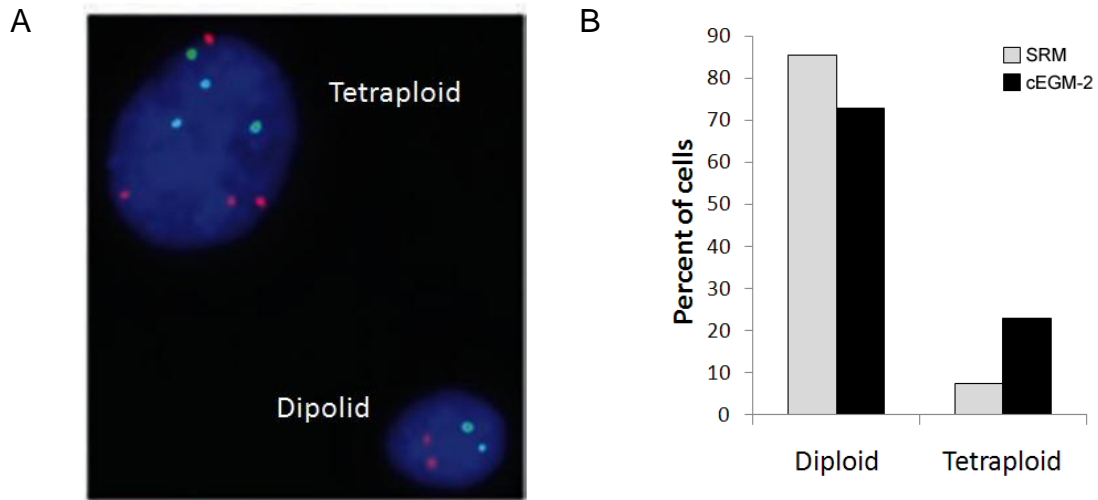 A
Tetraploid
Dipolid
B
Percent of cells
90
80
70
60
50
40
30
20
10
0
SRM
cEGM-2
Diploid
Tetraploid